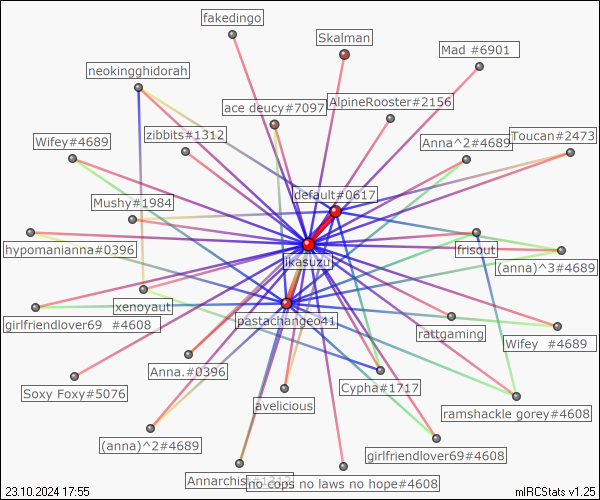 fakedingo
Skalman
Mad #6901
neokingghidorah
ace deucy#7097
AlpineRooster#2156
zibbits#1312
Toucan#2473
Wifey#4689
Anna^2#4689
default#0617
Mushy#1984
hypomanianna#0396
frisout
ikasuzuj
(anna)^3#4689
xenoyaut
pastachangeo41
girlfriendlover69 #4608
rattgaming
Wifey #4689
Anna.#0396
Cypha#1717
Soxy Foxy#5076
avelicious
ramshackle gorey#4608
(anna)^2#4689
girlfriendlover69#4608
no cops no laws no hope#4608
23.10.2024 17:55
mIRCStats v1.25